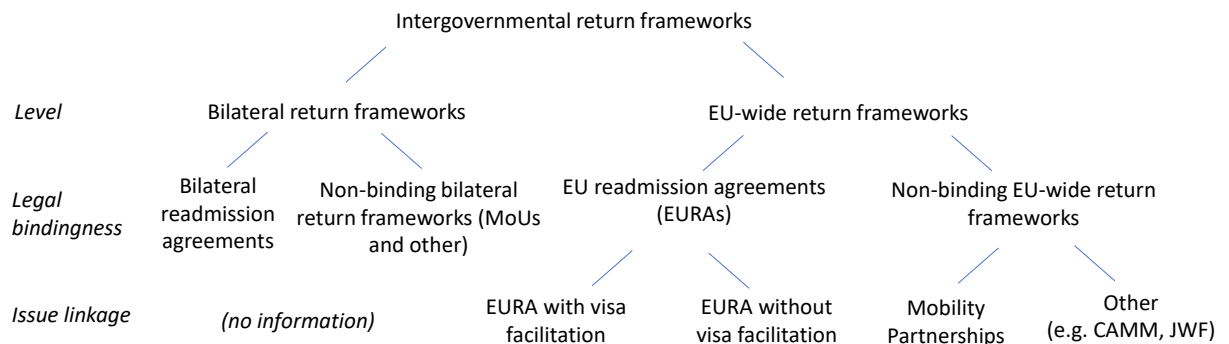 Intergovernmental return frameworks
Level
Bilateral return frameworks
EU-wide return frameworks
Legal
bindingness
Bilateral
readmission
agreements
Non-binding bilateral
return frameworks (MoUs
and other)
EU readmission agreements
(EURAs)
Non-binding EU-wide return
frameworks
Issue linkage
(no information)
EURA with visa
facilitation
EURA without
visa facilitation
Mobility
Partnerships
Other
(e.g. CAMM, JWF)